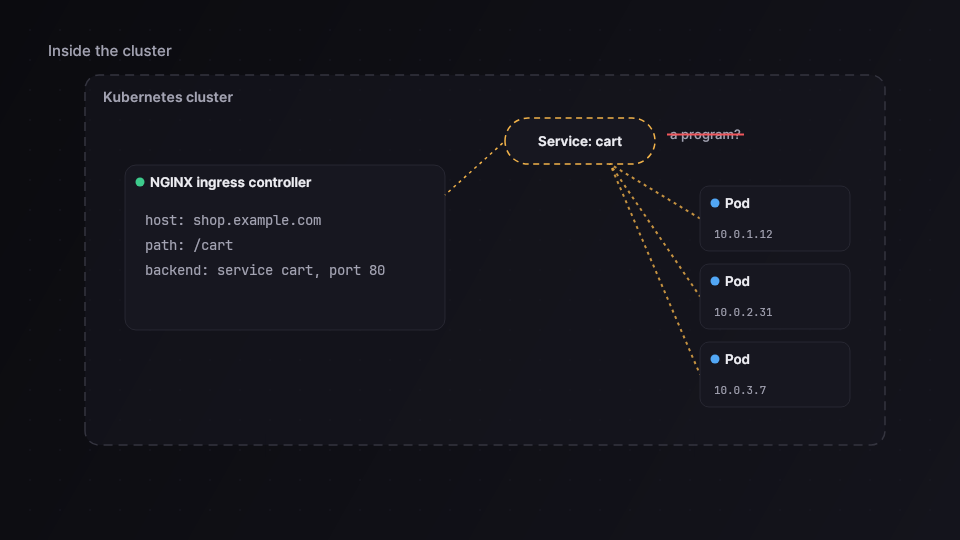 Inside the cluster
Kubernetes cluster
Service: cart
a program?
NGINX ingress controller
host: shop.example.com
path: /cart
backend: service cart, port 80
Pod
10.0.1.12
Pod
10.0.2.31
Pod
10.0.3.7